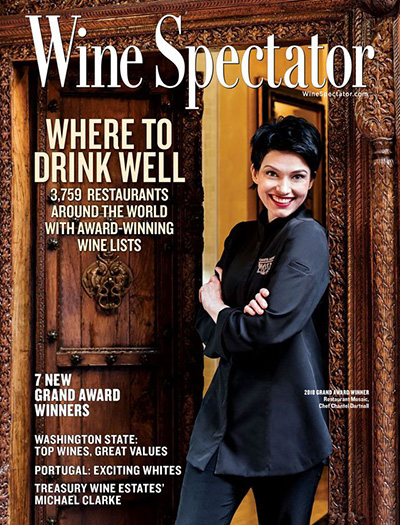 Wine Spectator
WineSpectator.com
WHERE TO
DRINK WELL
3,759 RESTAURANTS
AROUND THE WORLD
WITH AWARD-WINNING
WINE LISTS
7 NEW
GRAND AWARD
WINNERS
WASHINGTON STATE:
TOP WINES, GREAT VALUES
PORTUGAL: EXCITING WHITES
TREASURY WINE ESTATES'
MICHAEL CLARKE
2018 GRAND AWARD WINNER
Restaurant Mosaic,
Chef Chantel Dartnall